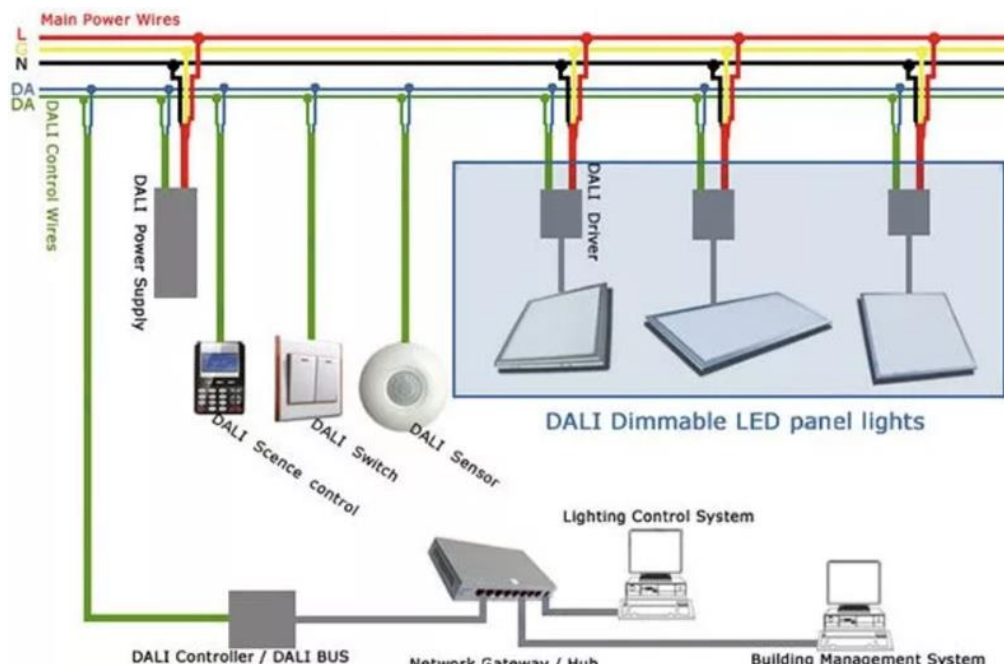 Main Power Wires
L
G
N
DA
DA
DALI Control Wires
DALI Power Supply
DALI Driver
DALI Scence control
DALI Switch
DALI Sensor
DALI Dimmable LED panel lights
Lighting Control System
DALI Controller / DALI BUS
Network Gateway / Hub
Building Management System